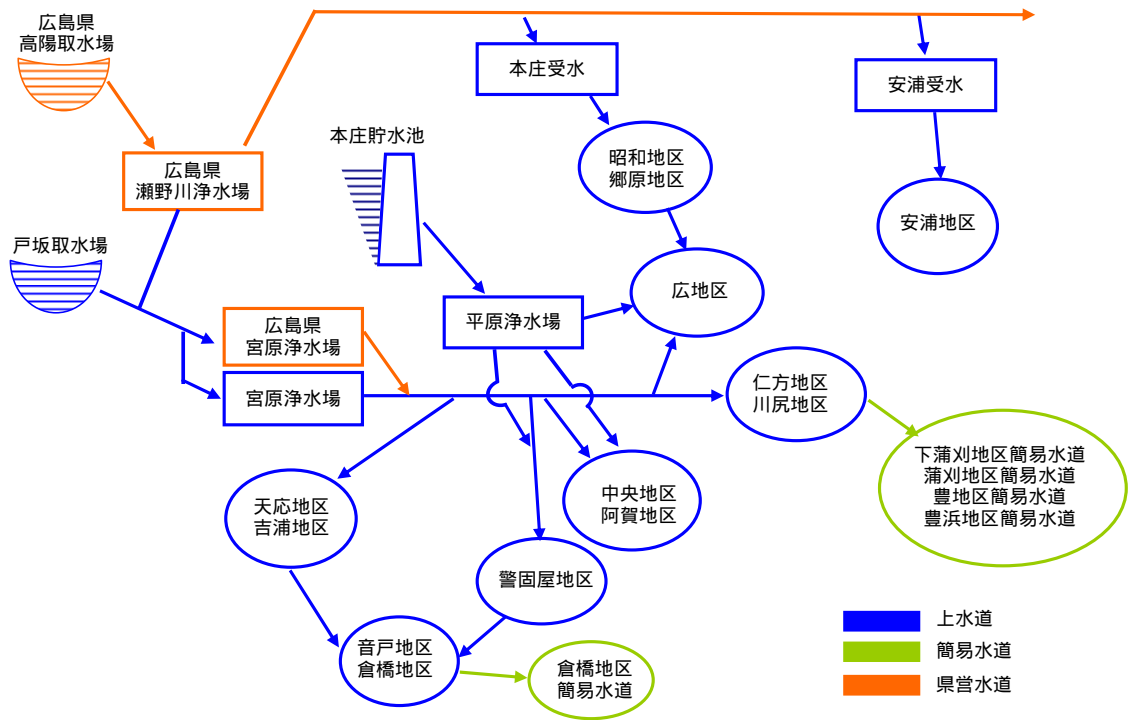 広島県
高陽取水場
本庄受水
安浦受水
本庄貯水池
昭和地区
郷原地区
広島県
瀬野川浄水場
安浦地区
戸坂取水場
広地区
広島県
宮原浄水場
平原浄水場
宮原浄水場
仁方地区
川尻地区
下蒲刈地区簡易水道
蒲刈地区簡易水道
豊地区簡易水道
豊浜地区簡易水道
天応地区
吉浦地区
中央地区
阿賀地区
警固屋地区
音戸地区
倉橋地区
倉橋地区
簡易水道
上水道
簡易水道
県営水道